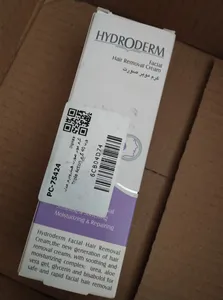 HYDRODERM
Facial
Hair Removal Cream
کرم موبر صورت
PC-75424
6CB04D24
Moisturizing & Repairing
Hydroderm Facial Hair Removal
Cream, the new generation of hair
removal creams, with soothing and
moisturizing complex: urea, aloe
vera gel, glycerin and bisabolol for
safe and rapid facial hair removal